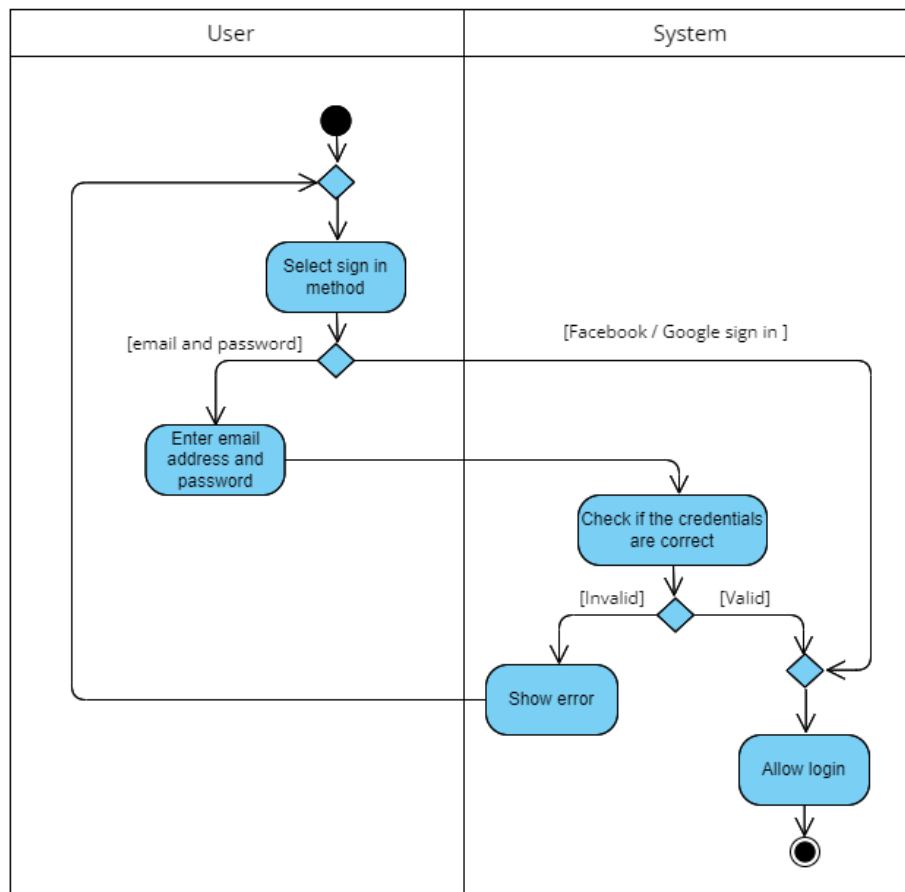 User
System
Select sign in
method
[email and password]
[Facebook / Google sign in ]
Enter email
address and
password
Check if the credentials
are correct
[Invalid]
[Valid]
Show error
Allow login